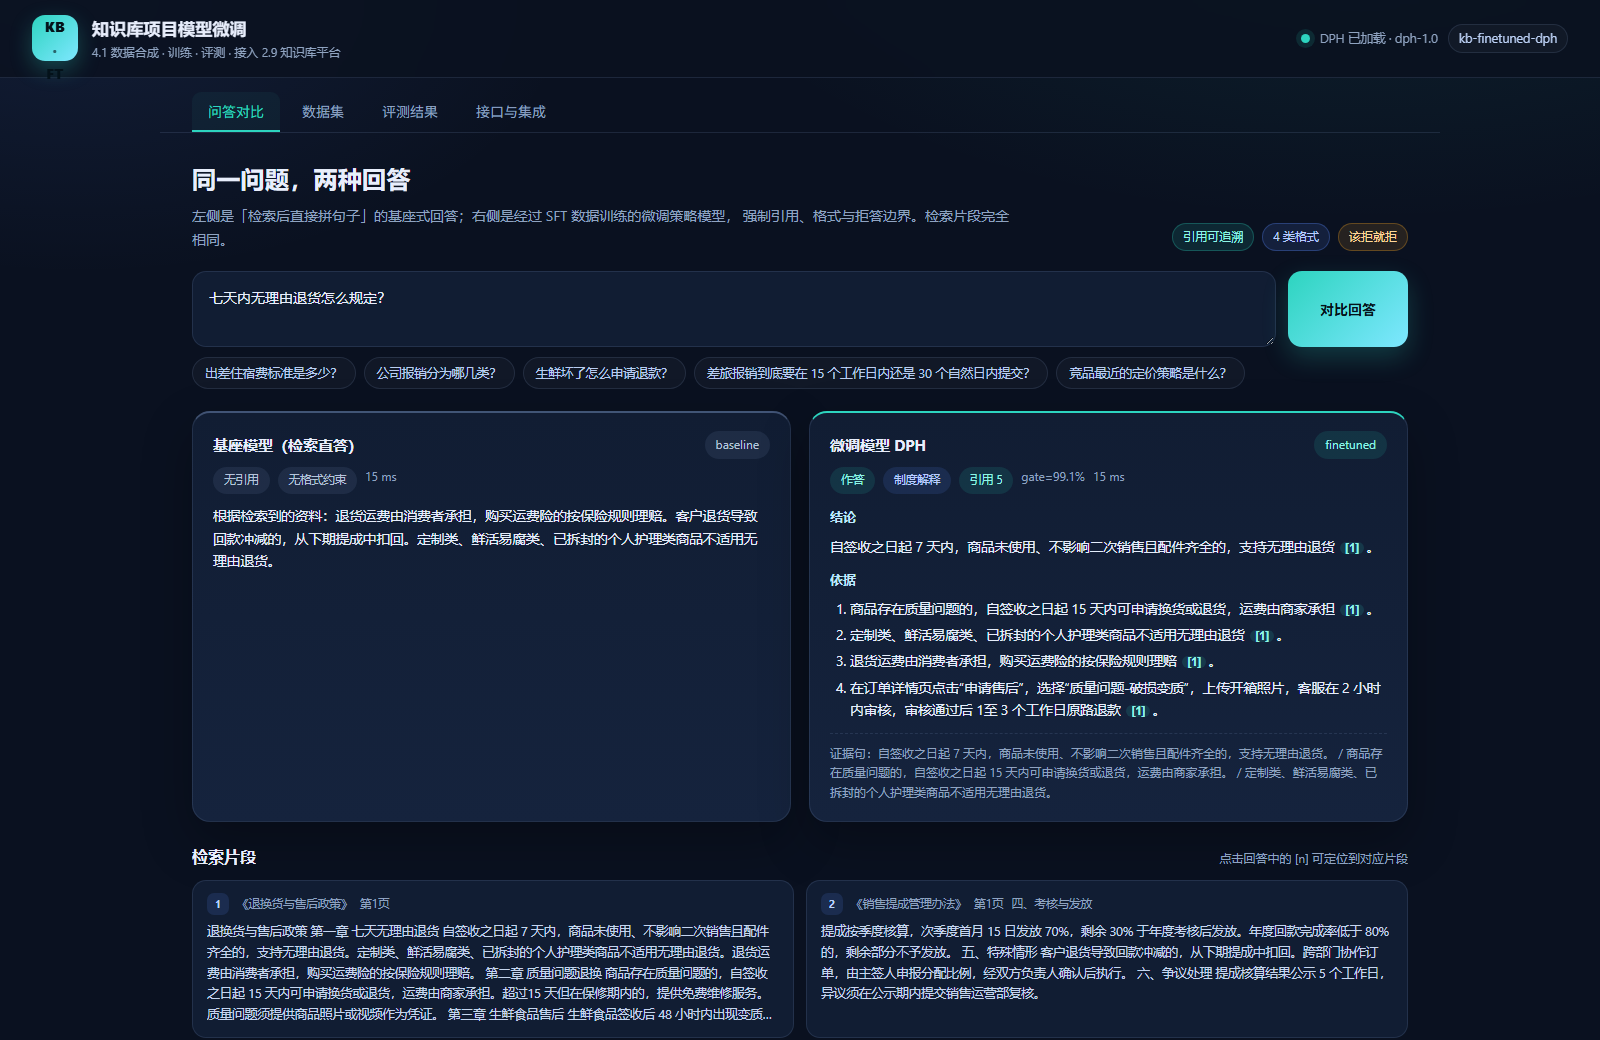 KB
·
FT
知识库项目模型微调
4.1 数据合成 · 训练 · 评测 · 接入 2.9 知识库平台
DPH 已加载 · dph-1.0
kb-finetuned-dph
问答对比
数据集
评测结果
接口与集成
同一问题，两种回答
左侧是「检索后直接拼句子」的基座式回答；右侧是经过 SFT 数据训练的微调策略模型， 强制引用、格式与拒答边界。检索片段完全
相同。
引用可追溯
4 类格式
该拒就拒
七天内无理由退货怎么规定？
对比回答
出差住宿费标准是多少？
公司报销分为哪几类？
生鲜坏了怎么申请退款？
差旅报销到底要在 15 个工作日内还是 30 个自然日内提交？
竞品最近的定价策略是什么？
基座模型（检索直答）
baseline
无引用
无格式约束
15 ms
根据检索到的资料：退货运费由消费者承担，购买运费险的按保险规则理赔。客户退货导致
回款冲减的，从下期提成中扣回。定制类、鲜活易腐类、已拆封的个人护理类商品不适用无
理由退货。
微调模型 DPH
finetuned
作答
制度解释
引用 5
gate=99.1%
15 ms
结论
自签收之日起 7 天内，商品未使用、不影响二次销售且配件齐全的，支持无理由退货 [1] 。
依据
1. 商品存在质量问题的，自签收之日起 15 天内可申请换货或退货，运费由商家承担 [1] 。
2. 定制类、鲜活易腐类、已拆封的个人护理类商品不适用无理由退货 [1] 。
3. 退货运费由消费者承担，购买运费险的按保险规则理赔 [1] 。
4. 在订单详情页点击“申请售后”，选择“质量问题-破损变质”，上传开箱照片，客服在 2 小时
内审核，审核通过后 1至 3 个工作日原路退款 [1] 。
证据句：自签收之日起 7 天内，商品未使用、不影响二次销售且配件齐全的，支持无理由退货。 / 商品存
在质量问题的，自签收之日起 15 天内可申请换货或退货，运费由商家承担。 / 定制类、鲜活易腐类、已
拆封的个人护理类商品不适用无理由退货。
检索片段
点击回答中的 [n] 可定位到对应片段
1 《退换货与售后政策》 第1页
退换货与售后政策 第一章 七天无理由退货 自签收之日起 7 天内，商品未使用、不影响二次销售且配件
齐全的，支持无理由退货。定制类、鲜活易腐类、已拆封的个人护理类商品不适用无理由退货。退货运
费由消费者承担，购买运费险的按保险规则理赔。 第二章 质量问题退换 商品存在质量问题的，自签收
之日起 15 天内可申请换货或退货，运费由商家承担。超过15 天但在保修期内的，提供免费维修服务。
质量问题须提供商品照片或视频作为凭证。 第三章 生鲜食品售后 生鲜食品签收后 48 小时内出现变质...
2 《销售提成管理办法》 第1页 四、考核与发放
提成按季度核算，次季度首月 15 日发放 70%，剩余 30% 于年度考核后发放。年度回款完成率低于 80%
的，剩余部分不予发放。 五、特殊情形 客户退货导致回款冲减的，从下期提成中扣回。跨部门协作订
单，由主签人申报分配比例，经双方负责人确认后执行。 六、争议处理 提成核算结果公示 5 个工作日，
异议须在公示期内提交销售运营部复核。